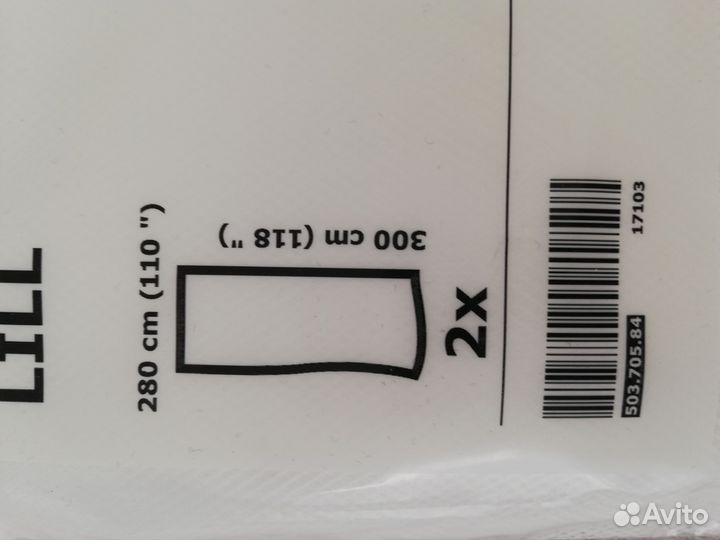 LILL
280 cm (110 ")
300 cm (118 ")
2x
17103
503.705.84
Avito